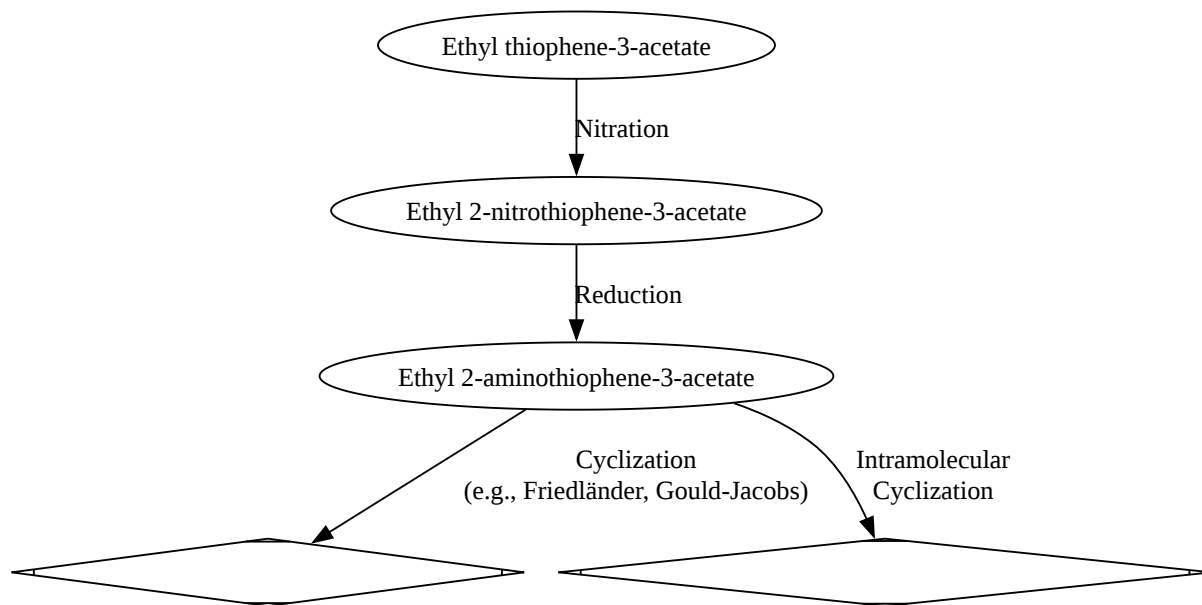 Ethyl thiophene-3-acetate
Nitration
Ethyl 2-nitrothiophene-3-acetate
Reduction
Ethyl 2-aminothiophene-3-acetate
Cyclization
(e.g., Friedländer, Gould-Jacobs)
Intramolecular
Cyclization